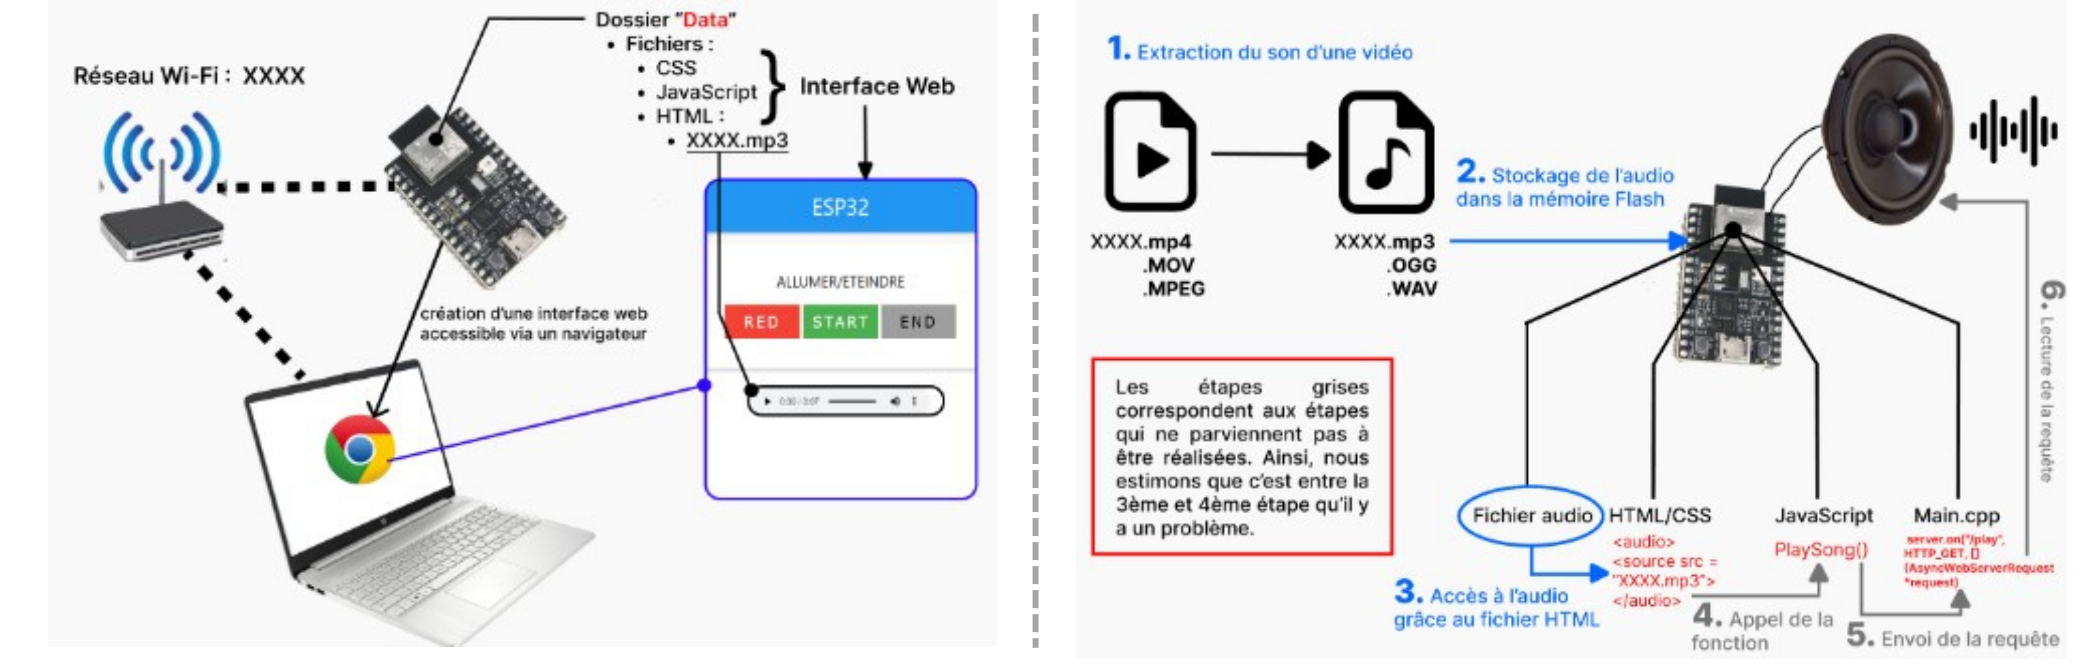 Dossier "Data"
• Fichiers :
• CSS
• JavaScript
• HTML :
• XXXX.mp3
Interface Web
Réseau Wi-Fi : XXXX
création d'une interface web
accessible via un navigateur
ESP32
ALLUMER/ETEINDRE
RED START END
0:00 / 0:07
1. Extraction du son d'une vidéo
XXXX.mp4
.MOV
.MPEG
XXXX.mp3
.OGG
.WAV
2. Stockage de l'audio
dans la mémoire Flash
Les étapes grises
correspondent aux étapes
qui ne parviennent pas à
être réalisées. Ainsi, nous
estimons que c'est entre la
3ème et 4ème étape qu'il y
a un problème.
Fichier audio
HTML/CSS
<audio>
<source src =
"XXXX.mp3">
</audio>
JavaScript
PlaySong()
Main.cpp
server.on("/play",
HTTP_GET, []
(AsyncWebServerRequest
*request)
3. Accès à l'audio
grâce au fichier HTML
4. Appel de la
fonction
5. Envoi de la requête
6. Lecture de la requête